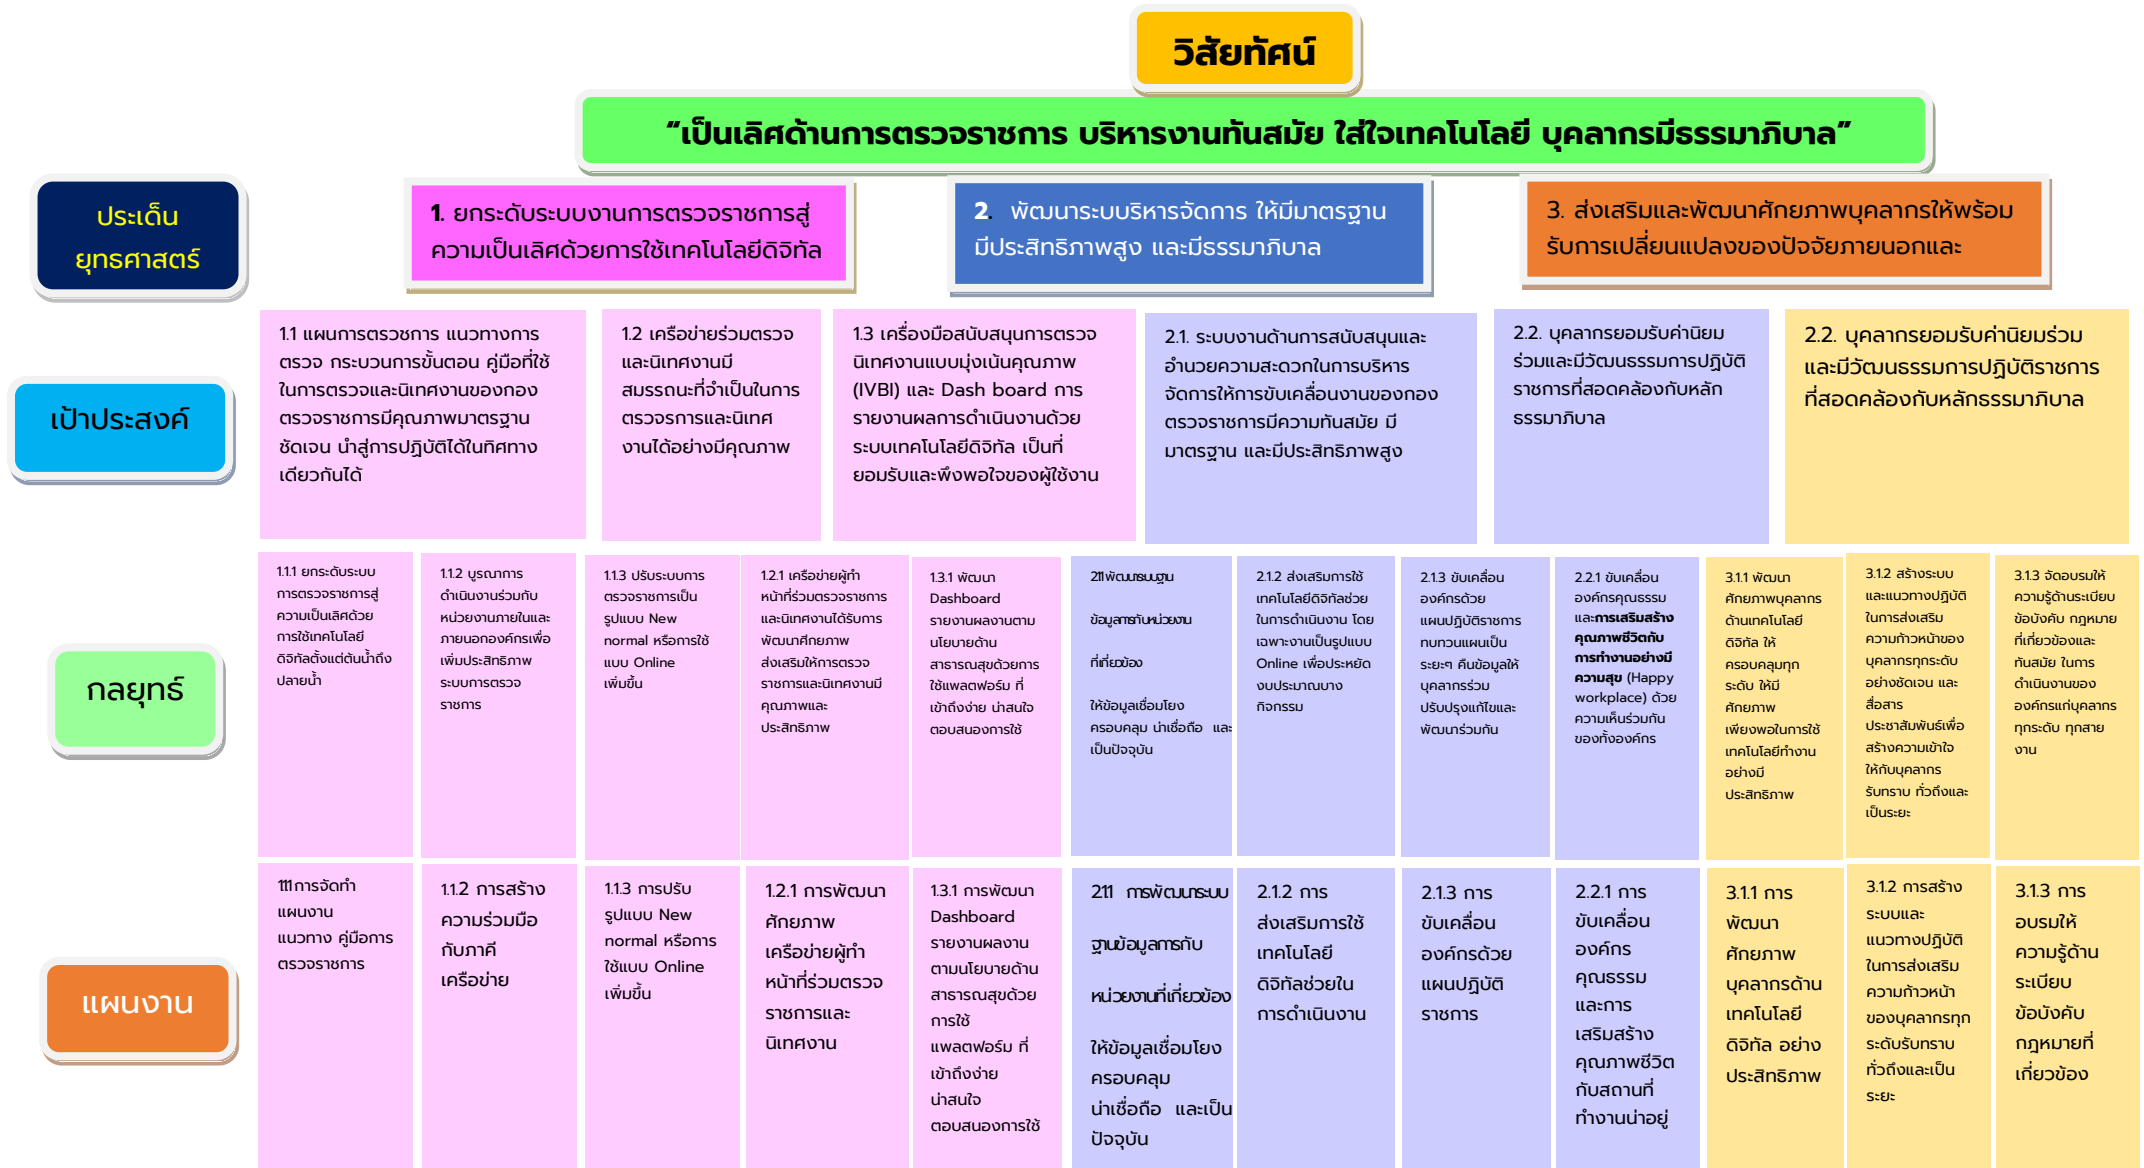 วิสัยทัศน์
“เป็นเลิศด้านการตรวจราชการ บริหารงานทันสมัย ใส่ใจเทคโนโลยี บุคลากรมีธรรมาภิบาล”
ประเด็น
ยุทธศาสตร์
1. ยกระดับระบบงานการตรวจราชการสู่
ความเป็นเลิศด้วยการใช้เทคโนโลยีดิจิทัล
2. พัฒนาระบบบริหารจัดการ ให้มีมาตรฐาน
มีประสิทธิภาพสูง และมีธรรมาภิบาล
3. ส่งเสริมและพัฒนาศักยภาพบุคลากรให้พร้อม
รับการเปลี่ยนแปลงของปัจจัยภายนอกและ
เป้าประสงค์
1.1 แผนการตรวชการ แนวทางการ
ตรวจ กระบวนการขั้นตอน คู่มือที่ใช้
ในการตรวจและนิเทศงานของกอง
ตรวจราชการมีคุณภาพมาตรฐาน
ชัดเจน นำสู่การปฏิบัติได้ในทิศทาง
เดียวกันได้
1.2 เครือข่ายร่วมตรวจ
และนิเทศงานมี
สมรรถนะที่จำเป็นในการ
ตรวจรการและนิเทศ
งานได้อย่างมีคุณภาพ
1.3 เครื่องมือสนับสนุนการตรวจ
นิเทศงานแบบมุ่งเน้นคุณภาพ
(IVBI) และ Dash board การ
รายงานผลการดำเนินงานด้วย
ระบบเทคโนโลยีดิจิทัล เป็นที่
ยอมรับและพึงพอใจของผู้ใช้งาน
2.1. ระบบงานด้านการสนับสนุนและ
อำนวยความสะดวกในการบริหาร
จัดการให้การขับเคลื่อนงานของกอง
ตรวจราชการมีความทันสมัย มี
มาตรฐาน และมีประสิทธิภาพสูง
2.2. บุคลากรยอมรับค่านิยม
ร่วมและมีวัฒนธรรมการปฏิบัติ
ราชการที่สอดคล้องกับหลัก
ธรรมาภิบาล
2.2. บุคลากรยอมรับค่านิยมร่วม
และมีวัฒนธรรมการปฏิบัติราชการ
ที่สอดคล้องกับหลักธรรมาภิบาล
กลยุทธ์
1.1.1 ยกระดับระบบ
การตรวจราชการสู่
ความเป็นเลิศด้วย
การใช้เทคโนโลยี
ดิจิทัลตั้งแต่ต้นน้ำถึง
ปลายน้ำ
1.1.2 บูรณาการ
ดำเนินงานร่วมกับ
หน่วยงานภายในและ
ภายนอกองค์กรเพื่อ
เพิ่มประสิทธิภาพ
ระบบการตรวจ
ราชการ
1.1.3 ปรับระบบการ
ตรวจราชการเป็น
รูปแบบ New
normal หรือการใช้
แบบ Online
เพิ่มขึ้น
1.2.1 เครือข่ายผู้ทำ
หน้าที่ร่วมตรวจราชการ
และนิเทศงานได้รับการ
พัฒนาศักยภาพ
ส่งเสริมให้การตรวจ
ราชการและนิเทศงานมี
คุณภาพและ
ประสิทธิภาพ
1.3.1 พัฒนา
Dashboard
รายงานผลงานตาม
นโยบายด้าน
สาธารณสุขด้วยการ
ใช้แพลตฟอร์ม ที่
เข้าถึงง่าย น่าสนใจ
ตอบสนองการใช้
2.1.1 พัฒนาระบบฐาน
ข้อมูลการกับหน่วยงาน
ที่เกี่ยวข้อง
ให้ข้อมูลเชื่อมโยง
ครอบคลุม น่าเชื่อถือ และ
เป็นปัจจุบัน
2.1.2 ส่งเสริมการใช้
เทคโนโลยีดิจิทัลช่วย
ในการดำเนินงาน โดย
เฉพาะงานเป็นรูปแบบ
Online เพื่อประหยัด
งบประมาณบาง
กิจกรรม
2.1.3 ขับเคลื่อน
องค์กรด้วย
แผนปฏิบัติราชการ
ทบทวนแผนเป็น
ระยะๆ คืนข้อมูลให้
บุคลากรร่วม
ปรับปรุงแก้ไขและ
พัฒนาร่วมกัน
2.2.1 ขับเคลื่อน
องค์กรคุณธรรม
และการเสริมสร้าง
คุณภาพชีวิตกับ
การทำงานอย่างมี
ความสุข (Happy
workplace) ด้วย
ความเห็นร่วมกัน
ของทั้งองค์กร
3.1.1 พัฒนา
ศักยภาพบุคลากร
ด้านเทคโนโลยี
ดิจิทัล ให้
ครอบคลุมทุก
ระดับ ให้มี
ศักยภาพ
เพียงพอในการใช้
เทคโนโลยีทำงาน
อย่างมี
ประสิทธิภาพ
3.1.2 สร้างระบบ
และแนวทางปฏิบัติ
ในการส่งเสริม
ความก้าวหน้าของ
บุคลากรทุกระดับ
อย่างชัดเจน และ
สื่อสาร
ประชาสัมพันธ์เพื่อ
สร้างความเข้าใจ
ให้กับบุคลากร
รับทราบ ทั่วถึงและ
เป็นระยะ
3.1.3 จัดอบรมให้
ความรู้ด้านระเบียบ
ข้อบังคับ กฎหมาย
ที่เกี่ยวข้องและ
ทันสมัย ในการ
ดำเนินงานของ
องค์กรแก่บุคลากร
ทุกระดับ ทุกสาย
งาน
แผนงาน
1.1.1 การจัดทำ
แผนงาน
แนวทาง คู่มือการ
ตรวจราชการ
1.1.2 การสร้าง
ความร่วมมือ
กับภาคี
เครือข่าย
1.1.3 การปรับ
รูปแบบ New
normal หรือการ
ใช้แบบ Online
เพิ่มขึ้น
1.2.1 การพัฒนา
ศักยภาพ
เครือข่ายผู้ทำ
หน้าที่ร่วมตรวจ
ราชการและ
นิเทศงาน
1.3.1 การพัฒนา
Dashboard
รายงานผลงาน
ตามนโยบายด้าน
สาธารณสุขด้วย
การใช้
แพลตฟอร์ม ที่
เข้าถึงง่าย
น่าสนใจ
ตอบสนองการใช้
2.1.1 การพัฒนาระบบ
ฐานข้อมูลการกับ
หน่วยงานที่เกี่ยวข้อง
ให้ข้อมูลเชื่อมโยง
ครอบคลุม
น่าเชื่อถือ และเป็น
ปัจจุบัน
2.1.2 การ
ส่งเสริมการใช้
เทคโนโลยี
ดิจิทัลช่วยใน
การดำเนินงาน
2.1.3 การ
ขับเคลื่อน
องค์กรด้วย
แผนปฏิบัติ
ราชการ
2.2.1 การ
ขับเคลื่อน
องค์กร
คุณธรรม
และการ
เสริมสร้าง
คุณภาพชีวิต
กับสถานที่
ทำงานน่าอยู่
3.1.1 การ
พัฒนา
ศักยภาพ
บุคลากรด้าน
เทคโนโลยี
ดิจิทัล อย่าง
ประสิทธิภาพ
3.1.2 การสร้าง
ระบบและ
แนวทางปฏิบัติ
ในการส่งเสริม
ความก้าวหน้า
ของบุคลากรทุก
ระดับรับทราบ
ทั่วถึงและเป็น
ระยะ
3.1.3 การ
อบรมให้
ความรู้ด้าน
ระเบียบ
ข้อบังคับ
กฎหมายที่
เกี่ยวข้อง